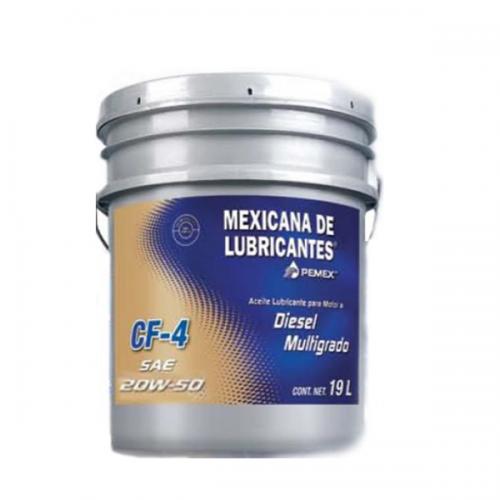 MEXICANA DE
LUBRICANTES®
PEMEX
Aceite Lubricante para Motor a
Diesel
Multigrado
CF-4
SAE
20W-50
CONT. NET. 19 L